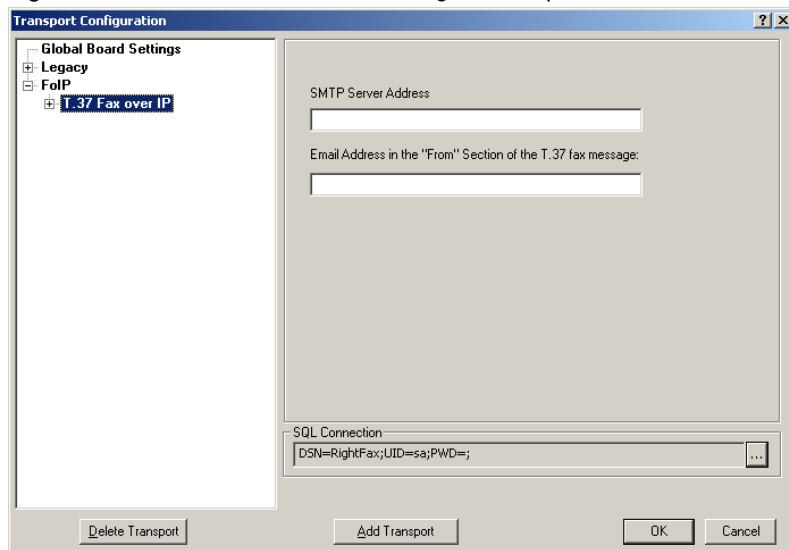 Transport Configuration
Global Board Settings
Legacy
FoIP
T.37 Fax over IP
SMTP Server Address
Email Address in the "From" Section of the T.37 fax message:
SQL Connection
DSN=RightFax;UID=sa;PWD=;
...
Delete Transport
Add Transport
OK
Cancel